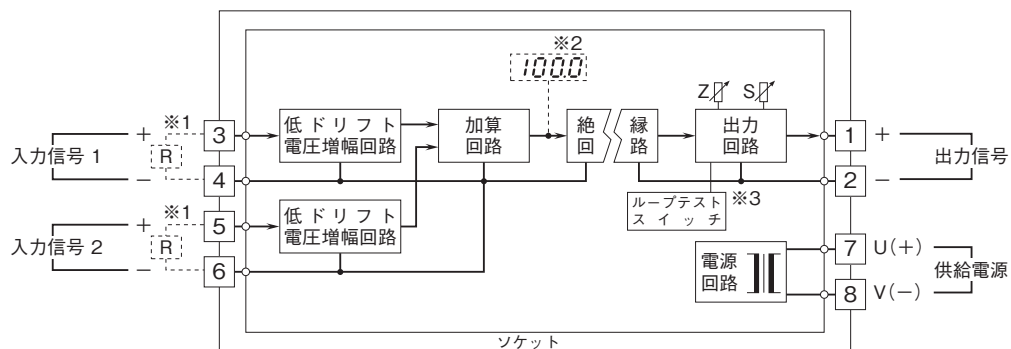 ※2
100.0
Z S
入力信号 1
+ ※1 3
R
− 4
低ドリフト
電圧増幅回路
加算
回路
絶縁
回路
出力
回路
1 +
出力信号
2 −
ループテスト
スイッチ
※3
入力信号 2
+ ※1 5
R
− 6
低ドリフト
電圧増幅回路
電源
回路
7 U(+)
供給電源
8 V(−)
ソケット